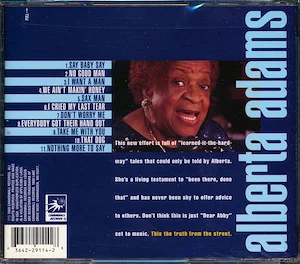 1.SAY BABY SAY
2.NO GOOD MAN
3.I WANT A MAN
4.WE AIN'T MAKIN' HONEY
5.SAX MAN
6.I CRIED MY LAST TEAR
7.DON'T WORRY ME
8.EVERYBODY GOT THEIR HAND OUT
9.TAKE ME WITH YOU
10.THAT DOG
11.NOTHING MORE TO SAY
alberta adams
This new effort is full of "learned-it-the-hard-
way" tales that could only be told by Alberta.
She's a living testament to "been there, done
that" and has never been shy to offer advice
to others. Don't think this is just "Dear Abby"
set to music. This the truth from the street.
3642-29114-2